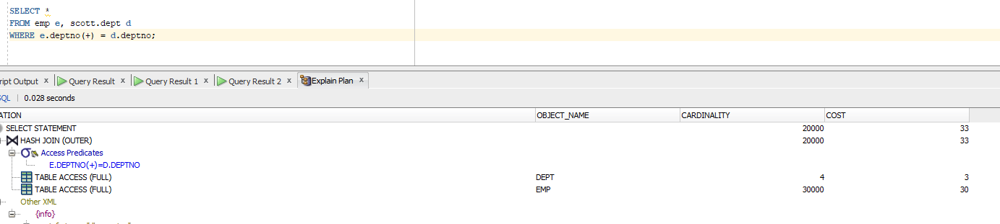 SELECT *
FROM emp e, scott.dept d
WHERE e.deptno(+) = d.deptno;
ript Output x Query Result x Query Result 1 x Query Result 2 x Explain Plan x
SQL | 0.028 seconds
ATION OBJECT_NAME CARDINALITY COST
SELECT STATEMENT 20000 33
HASH JOIN (OUTER) 20000 33
Access Predicates
E.DEPTNO(+)=D.DEPTNO
TABLE ACCESS (FULL) DEPT 4 3
TABLE ACCESS (FULL) EMP 30000 30
Other XML
{info}